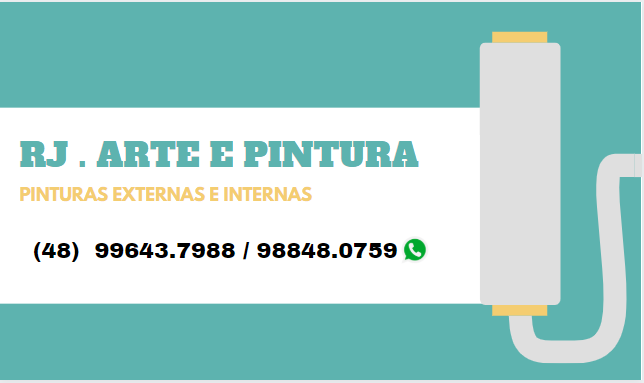 RJ . ARTE E PINTURA
PINTURAS EXTERNAS E INTERNAS
(48) 99643.7988 / 98848.0759